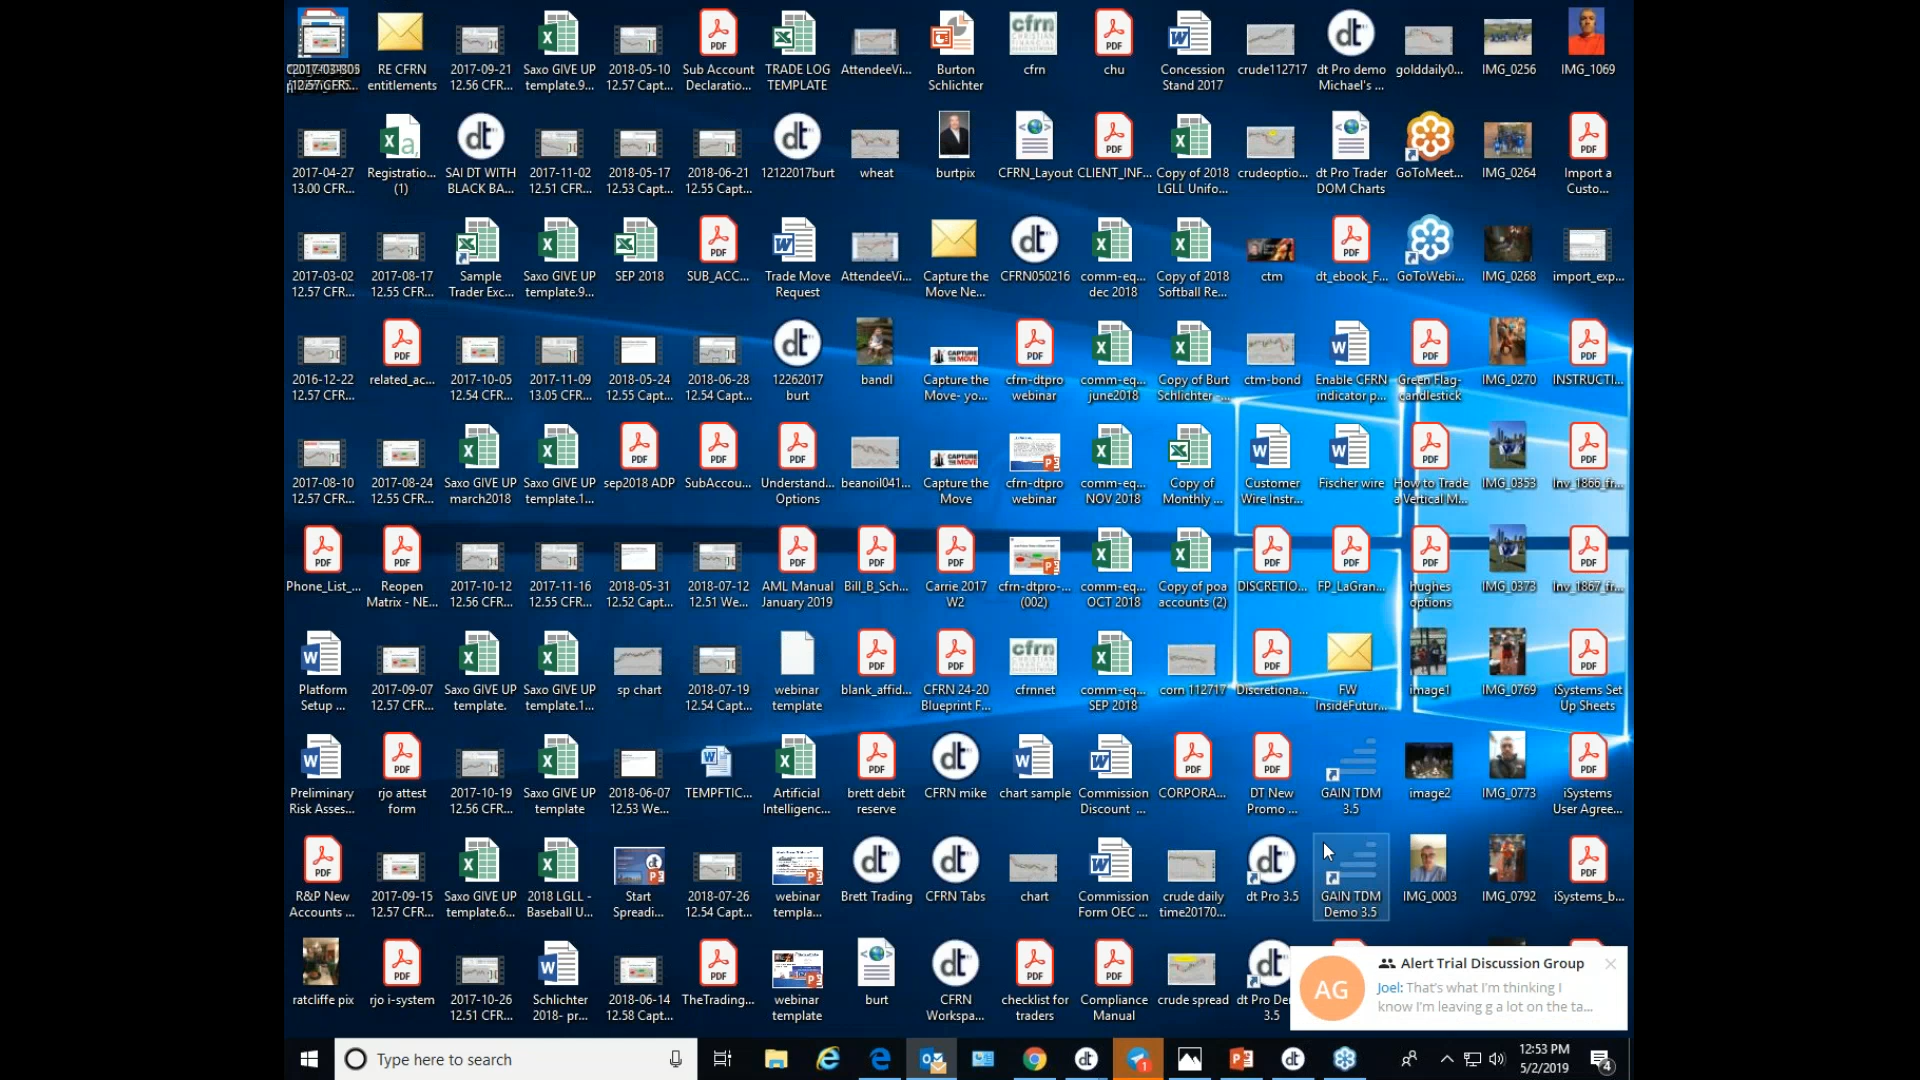 RE CFRN
entitlements
2017-09-21
12.56 CFR...
Saxo GIVE UP
template.9...
2018-05-10
12.57 Capt...
Sub Account
Declaratio...
TRADE LOG
TEMPLATE
AttendeeVi...
Burton
Schlichter
cfrn
chu
Concession
Stand 2017
crude112717
dt Pro demo
Michael's ...
golddaily0...
IMG_0256
IMG_1069
2017-04-27
13.00 CFR...
Registratio...
(1)
SAI DT WITH
BLACK BA...
2017-11-02
12.51 CFR...
2018-05-17
12.53 Capt...
2018-06-21
12.55 Capt...
12122017burt
wheat
burtpix
CFRN_Layout
CLIENT_INF...
Copy of 2018
LGLL Unifo...
crudeoptio...
dt Pro Trader
DOM Charts
GoToMeet...
IMG_0264
Import a
Custo...
2017-03-02
12.57 CFR...
2017-08-17
12.55 CFR...
Sample
Trader Exc...
Saxo GIVE UP
template.9...
SEP 2018
SUB_ACC...
Trade Move
Request
AttendeeVi...
Capture the
Move Ne...
CFRN050216
comm-eq...
dec 2018
Copy of 2018
Softball Re...
ctm
dt_ebook_F...
GoToWebi...
IMG_0268
import_exp...
2016-12-22
12.57 CFR...
related_ac...
2017-10-05
12.54 CFR...
2017-11-09
13.05 CFR...
2018-05-24
12.55 Capt...
2018-06-28
12.54 Capt...
12262017
burt
bandl
Capture the
Move- yo...
cfrn-dtpro
webinar
comm-eq...
june2018
Copy of Burt
Schlichter -...
ctm-bond
Enable CFRN
indicator p...
Green Flag-
candlestick
IMG_0270
INSTRUCTI...
2017-08-10
12.57 CFR...
2017-08-24
12.55 CFR...
Saxo GIVE UP
march2018
Saxo GIVE UP
template.1...
sep2018 ADP
SubAccou...
Understand...
Options
beanoil041...
Capture the
Move
cfrn-dtpro
webinar
comm-eq...
NOV 2018
Copy of
Monthly ...
Customer
Wire Instr...
Fischer wire
How to Trade
a Vertical M...
IMG_0353
Inv_1866_fr...
Phone_List_...
Reopen
Matrix - NE...
2017-10-12
12.56 CFR...
2017-11-16
12.55 CFR...
2018-05-31
12.52 Capt...
2018-07-12
12.51 We...
AML Manual
January 2019
Bill_B_Sch...
Carrie 2017
W2
cfrn-dtpro-...
(002)
comm-eq...
OCT 2018
Copy of poa
accounts (2)
DISCRETIO...
FP_LaGran...
hughes
options
IMG_0373
Inv_1867_fr...
Platform
Setup ...
2017-09-07
12.57 CFR...
Saxo GIVE UP
template.
Saxo GIVE UP
template.1...
sp chart
2018-07-19
12.54 Capt...
webinar
template
blank_affid...
CFRN 24-20
Blueprint F...
cfrnnet
comm-eq...
SEP 2018
corn 112717
Discretiona...
FW
InsideFutur...
image1
IMG_0769
iSystems Set
Up Sheets
Preliminary
Risk Asses...
rjo attest
form
2017-10-19
12.56 CFR...
Saxo GIVE UP
template
2018-06-07
12.53 We...
TEMPFTIC...
Artificial
Intelligenc...
brett debit
reserve
CFRN mike
chart sample
Commission
Discount ...
CORPORA...
DT New
Promo ...
GAIN TDM
3.5
image2
IMG_0773
iSystems
User Agree...
R&P New
Accounts ...
2017-09-15
12.57 CFR...
Saxo GIVE UP
template.6...
2018 LGLL -
Baseball U...
Start
Spreadi...
2018-07-26
12.54 Capt...
webinar
templa...
Brett Trading
CFRN Tabs
chart
Commission
Form OEC ...
crude daily
time20170...
dt Pro 3.5
GAIN TDM
Demo 3.5
IMG_0003
IMG_0792
iSystems_b...
ratcliffe pix
rjo i-system
2017-10-26
12.51 CFR...
Schlichter
2018- pr...
2018-06-14
12.58 Capt...
TheTrading...
webinar
template
burt
CFRN
Workspa...
checklist for
traders
Compliance
Manual
crude spread
dt Pro De
3.5
AG
Alert Trial Discussion Group
Joel: That's what I'm thinking I
know I'm leaving g a lot on the ta...
Type here to search
12:53 PM
5/2/2019
4